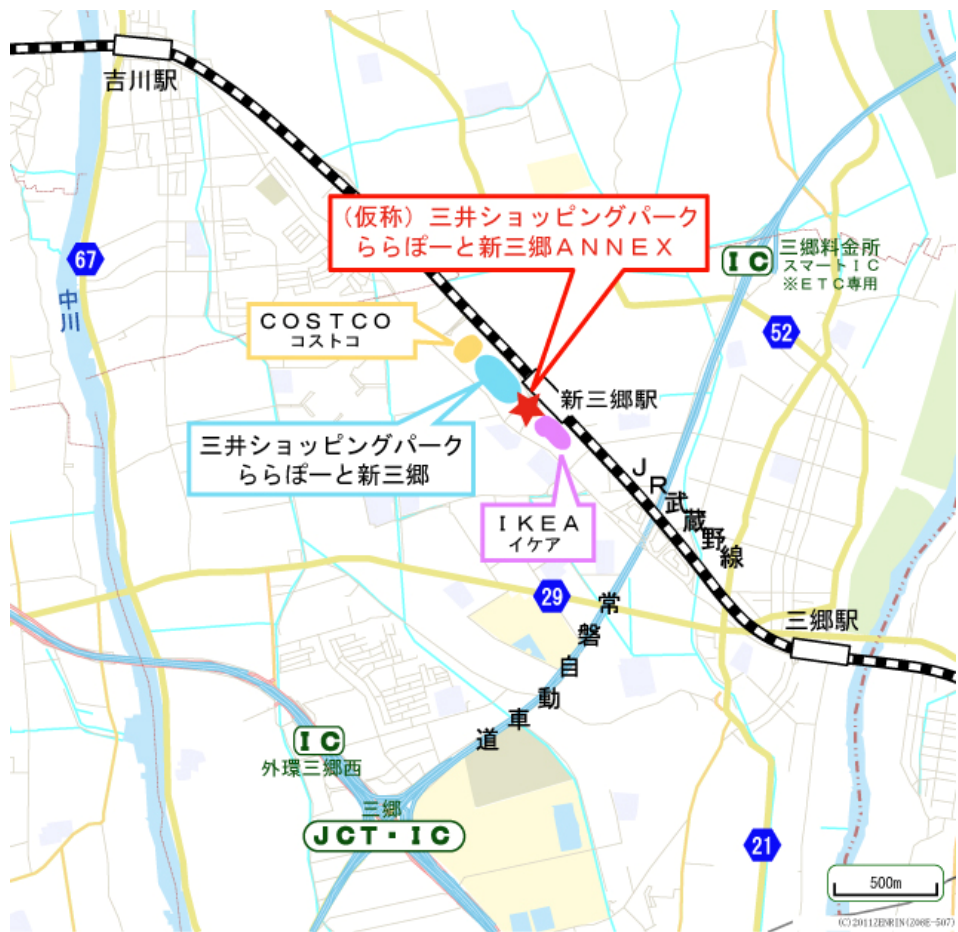 吉川駅
(仮称)三井ショッピングパーク
ららぽーと新三郷ANNEX
67
中川
IC
三郷料金所
スマートIC
※ETC専用
52
COSTCO
コストコ
新三郷駅
三井ショッピングパーク
ららぽーと新三郷
IKEA
イケア
JR武蔵野線
29
常磐自動車道
三郷駅
IC
外環三郷西
三郷
JCT・IC
21
500m
(C)2011ZENRIN(Z06E-507)